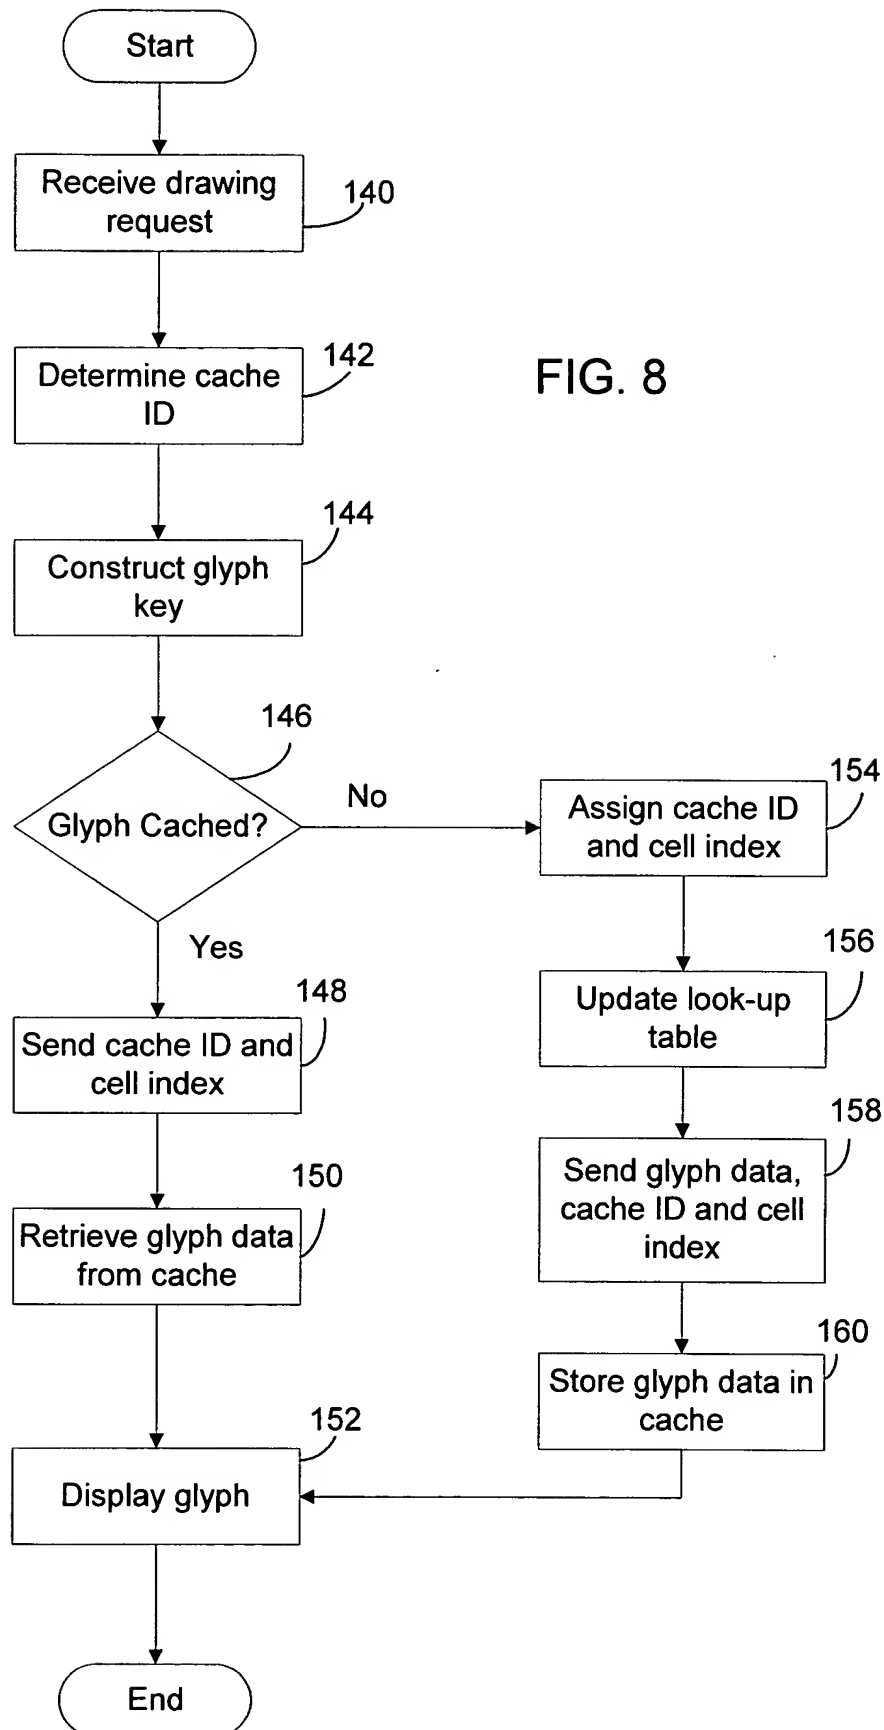 Start
Receive drawing
request
140
Determine cache
ID
142
FIG. 8
Construct glyph
key
144
Glyph Cached?
146
No
Yes
Assign cache ID
and cell index
154
Update look-up
table
156
Send cache ID and
cell index
148
Send glyph data,
cache ID and cell
index
158
Retrieve glyph data
from cache
150
Store glyph data in
cache
160
Display glyph
152
End